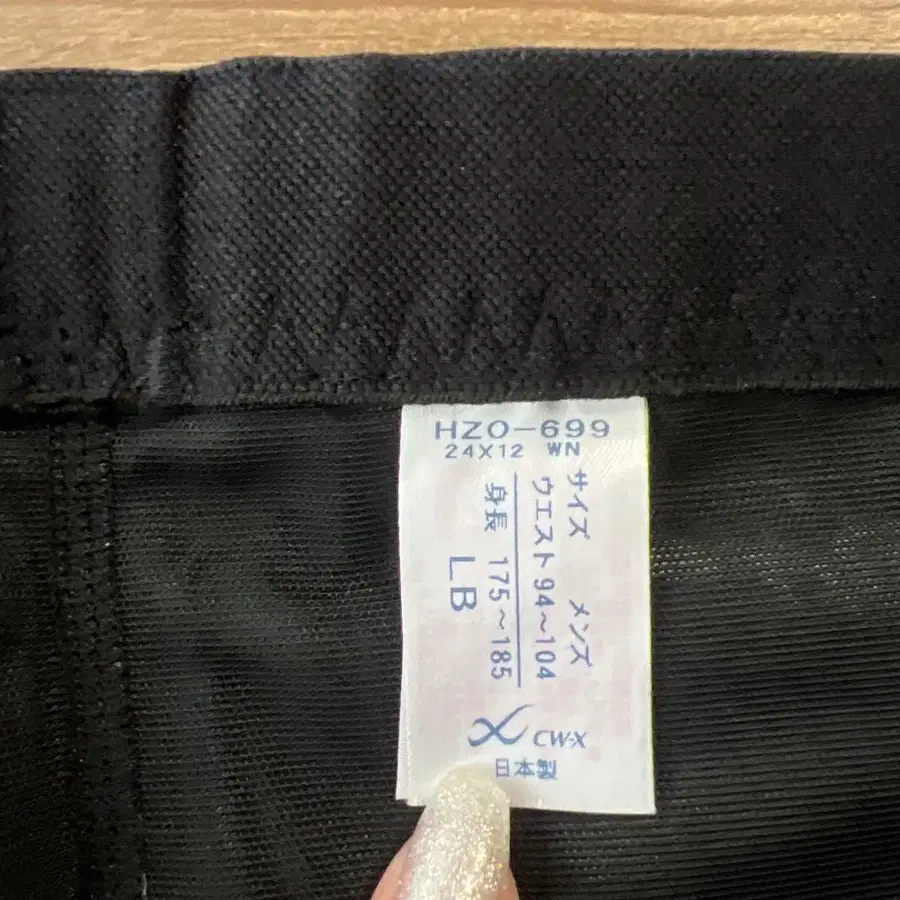 HZO-699
24X12 WN
サイズ メンズ
ウエスト94～104
身長 175～185
LB
CW-X
日本製